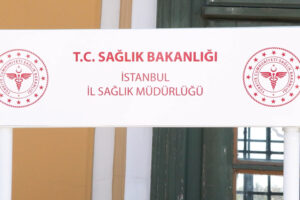 T.C. SAĞLIK BAKANLIĞI
İSTANBUL
İL SAĞLIK MÜDÜRLÜĞÜ